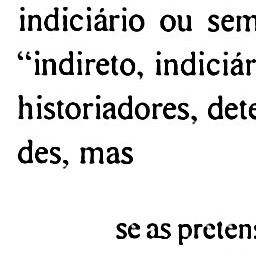 indiciário ou sem
“indireto, indiciár
historiadores, dete
des, mas
se as pretens